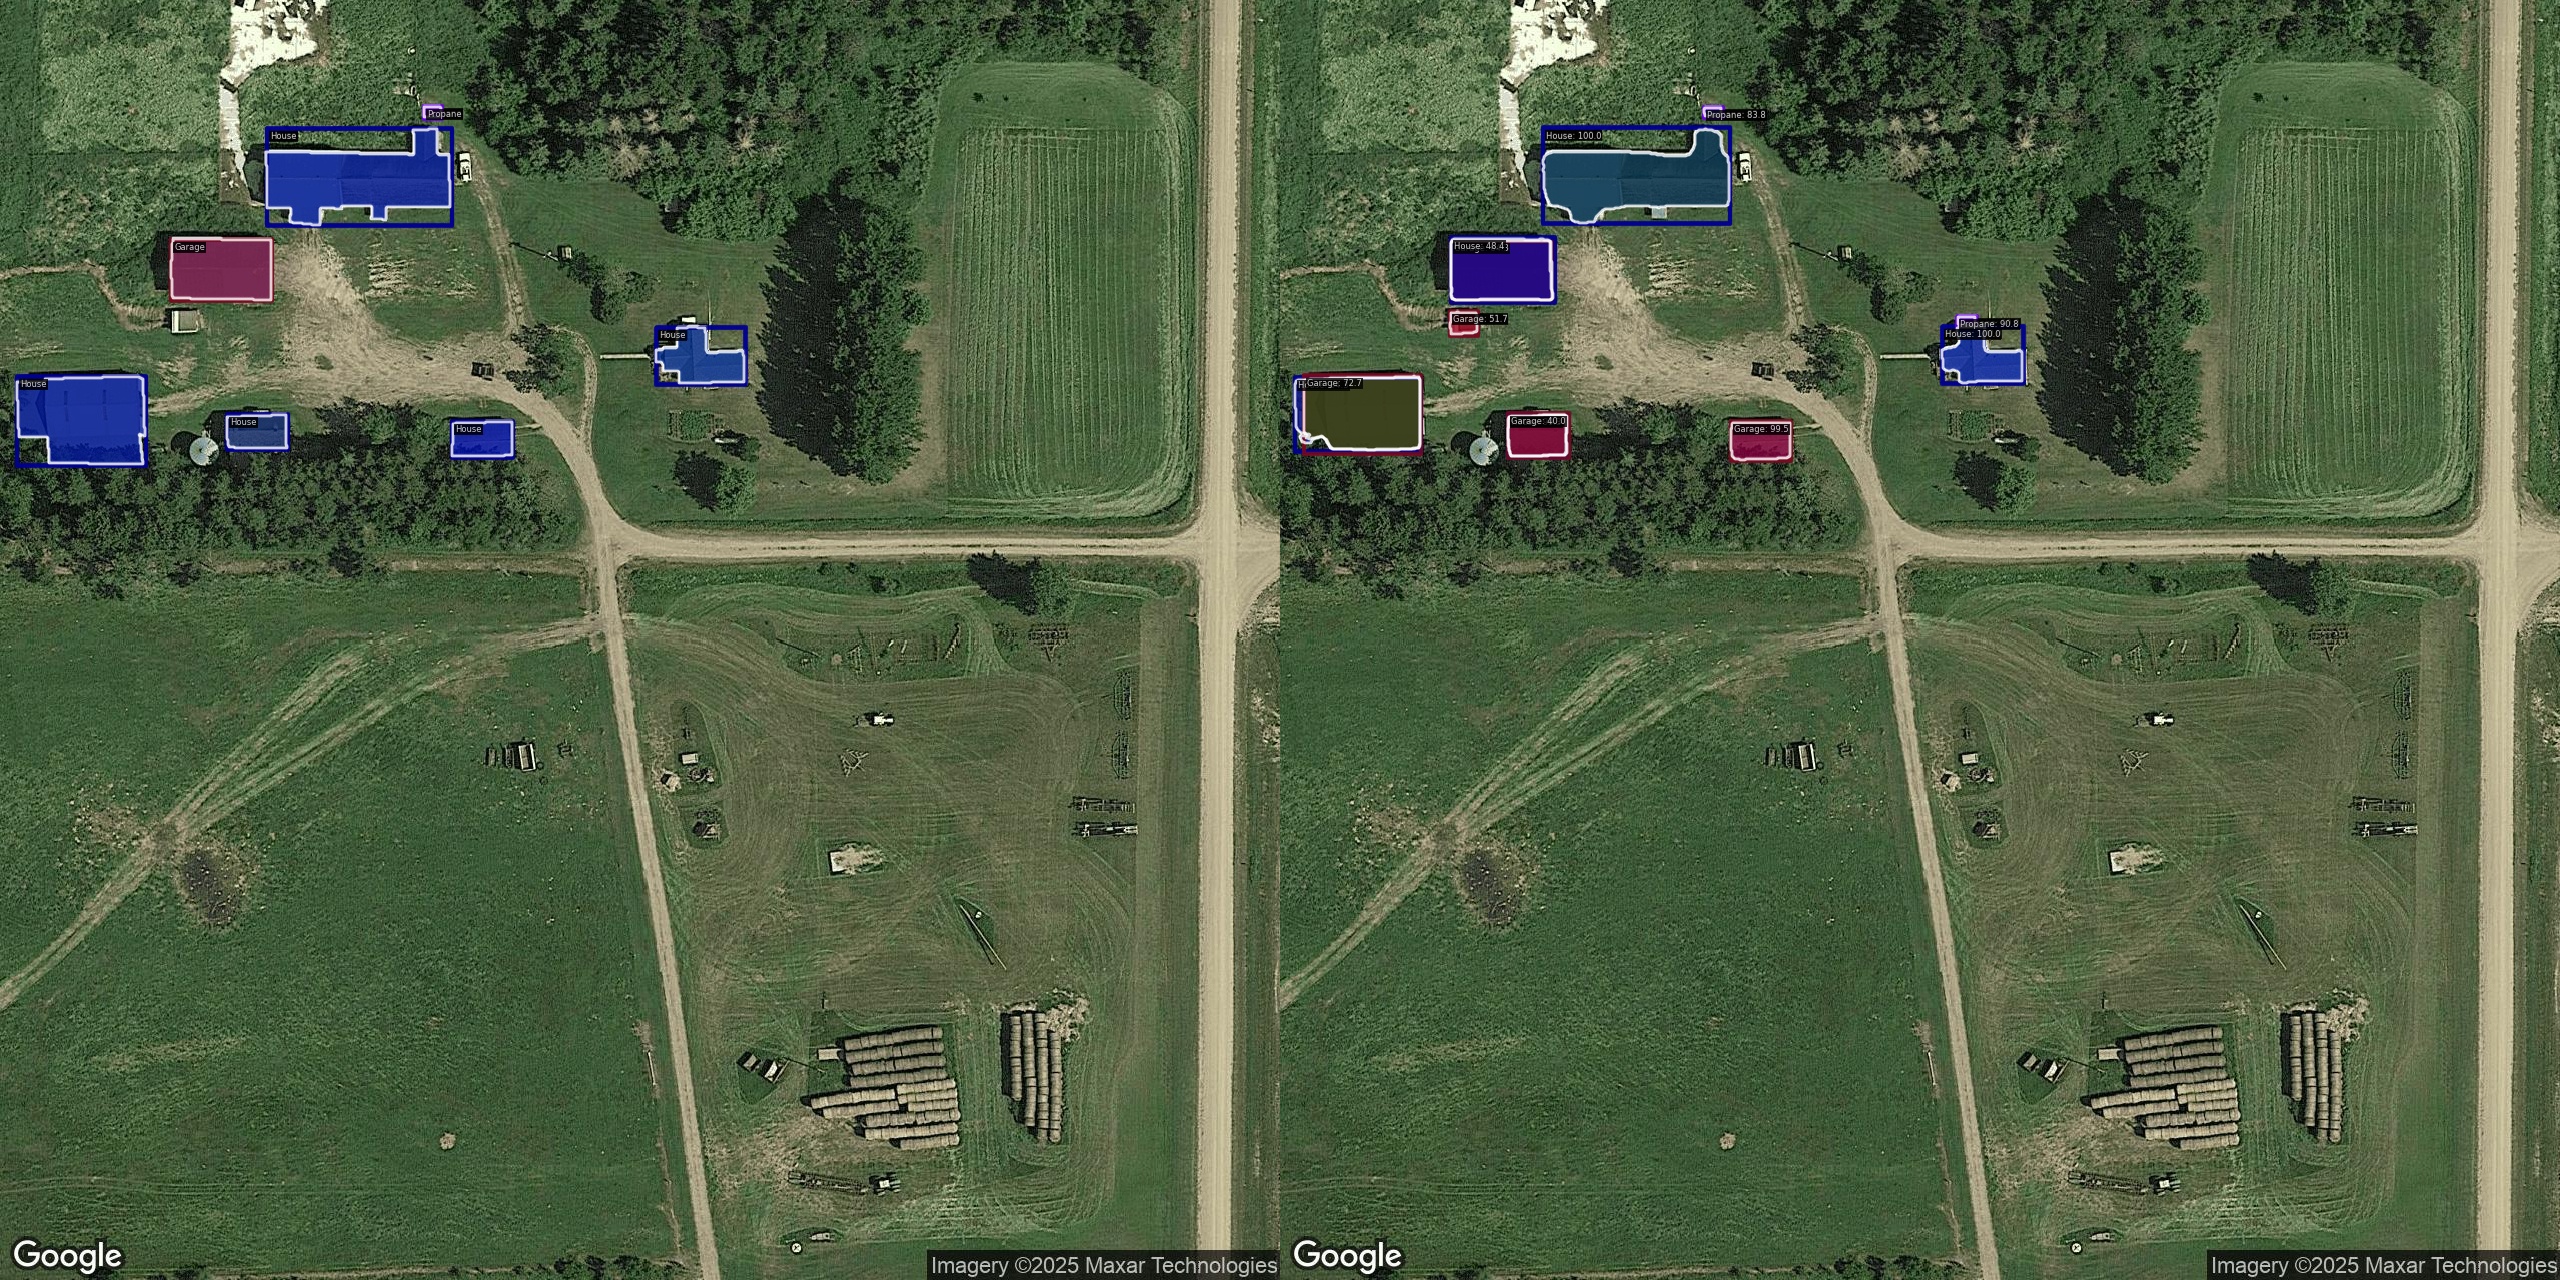 Propane
House
Garage
House
House
House
House
Google
Imagery ©2025 Maxar Technologies
Propane: 83.8
House: 100.0
House: 48.4
Garage: 51.7
Propane: 90.8
House: 100.0
Garage: 72.7
Garage: 40.0
Garage: 99.5
Google
Imagery ©2025 Maxar Technologies